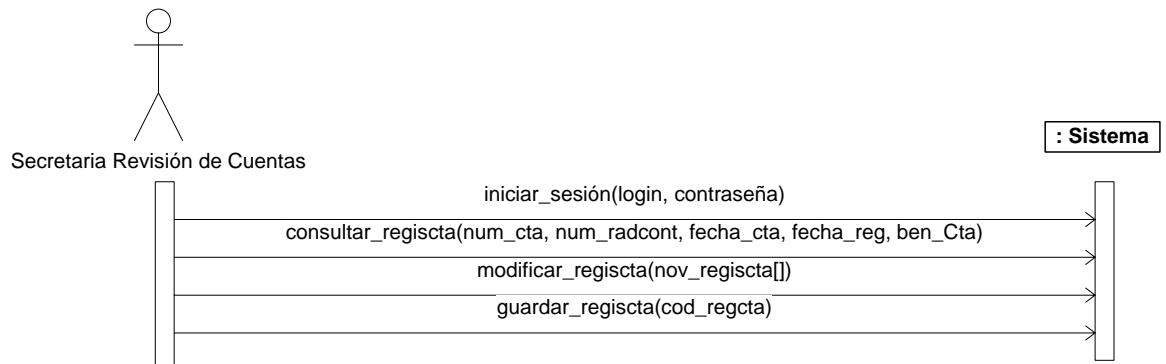 : Sistema
Secretaria Revisión de Cuentas
iniciar_sesión(login, contraseña)
consultar_regiscta(num_cta, num_radcont, fecha_cta, fecha_reg, ben_Cta)
modificar_regiscta(nov_regiscta[])
guardar_regiscta(cod_regcta)